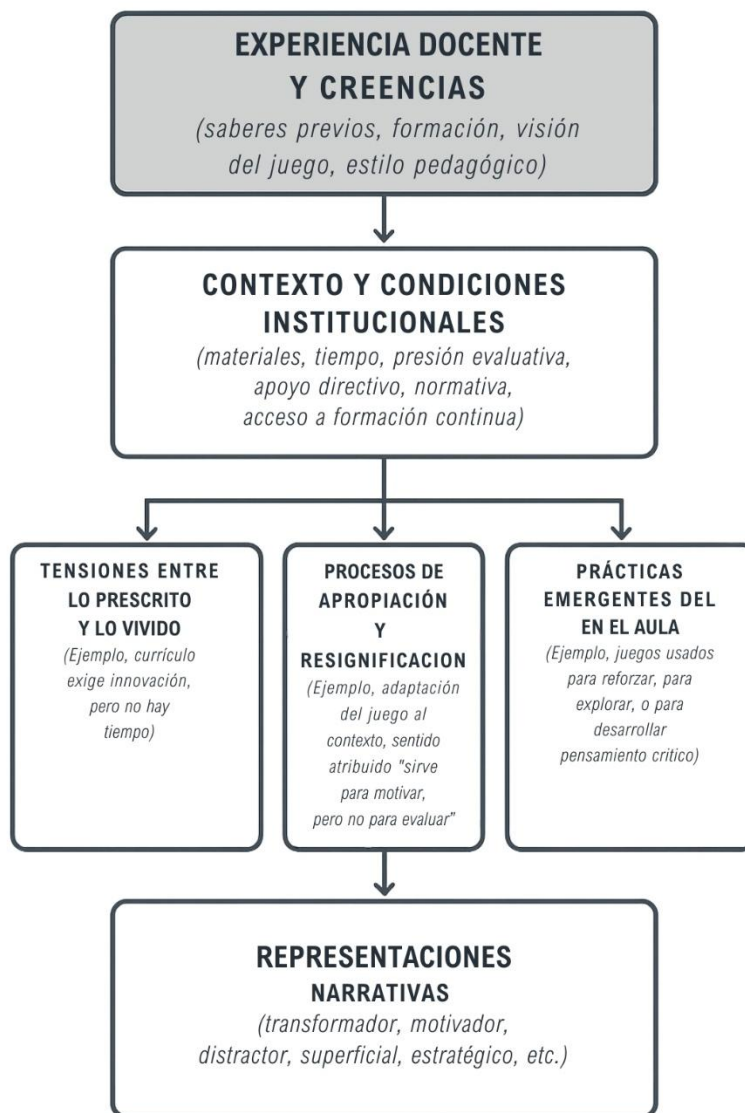 EXPERIENCIA DOCENTE
Y CREENCIAS
(saberes previos, formación, visión
del juego, estilo pedagógico)
CONTEXTO Y CONDICIONES
INSTITUCIONALES
(materiales, tiempo, presión evaluativa,
apoyo directivo, normativa,
acceso a formación continua)
TENSIONES ENTRE
LO PRESCRITO
Y LO VIVIDO
(Ejemplo, currículo
exige innovación,
pero no hay
tiempo)
PROCESOS DE
APROPIACIÓN
Y
RESIGNIFICACION
(Ejemplo, adaptación
del juego al
contexto, sentido
atribuido "sirve
para motivar,
pero no para evaluar”
PRÁCTICAS
EMERGENTES DEL
EN EL AULA
(Ejemplo, juegos usados
para reforzar, para
explorar, o para
desarrollar
pensamiento critico)
REPRESENTACIONES
NARRATIVAS
(transformador, motivador,
distractor, superficial, estratégico, etc.)